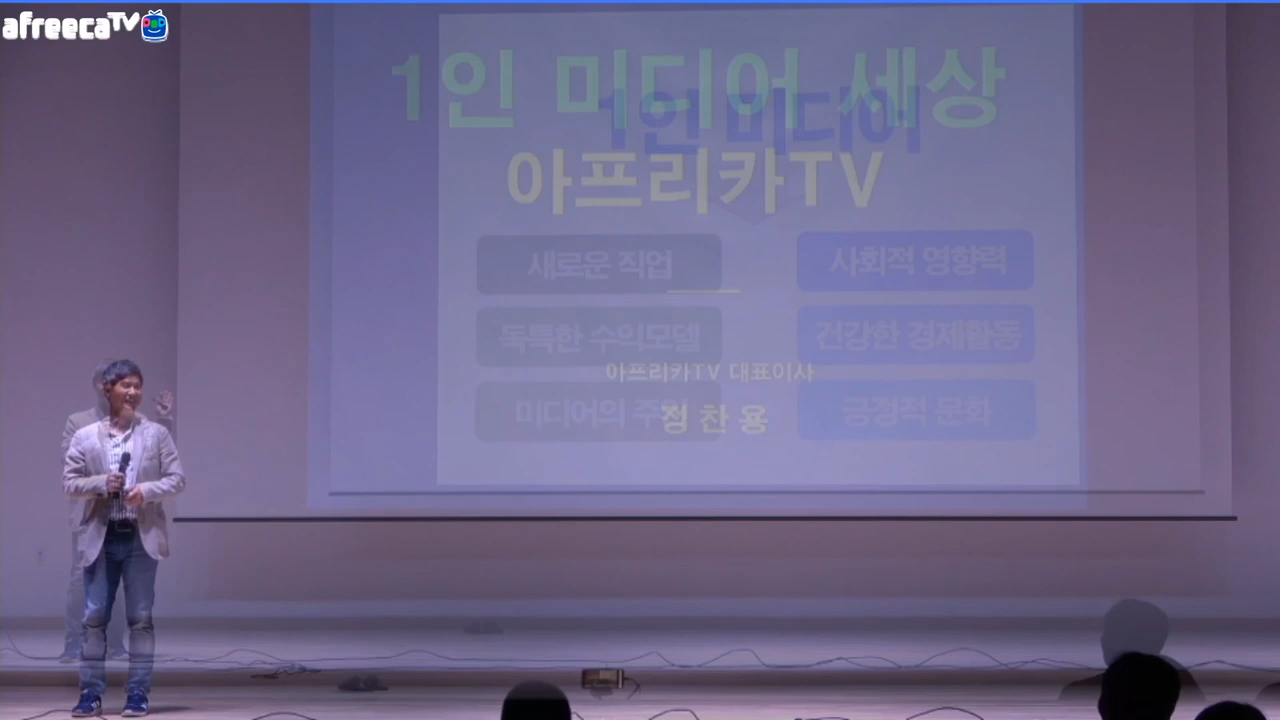 afreecaTV
1인 미디어 세상
1인 미디어
아프리카TV
새로운 직업
사회적 영향력
독특한 수익모델
건강한 경제활동
아프리카TV 대표이사
미디어의
긍정적 문화
정찬용